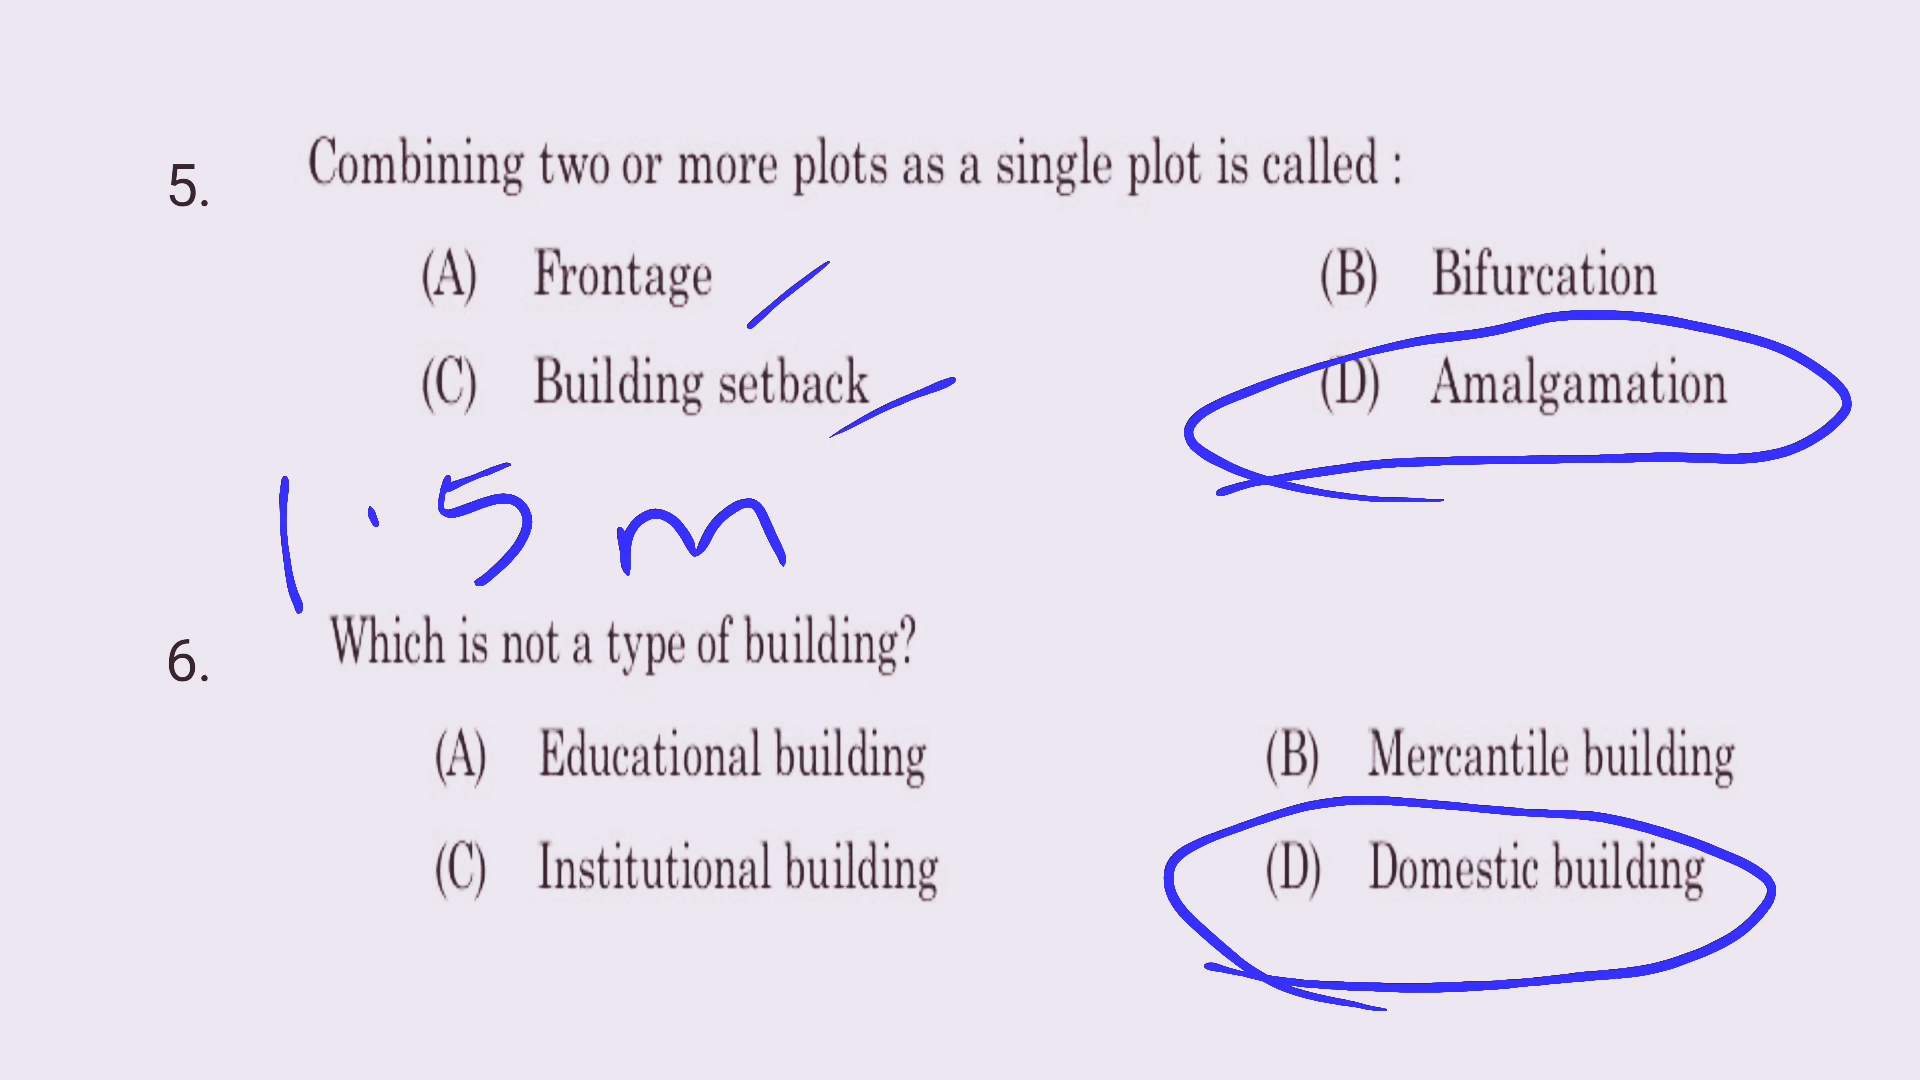 5. Combining two or more plots as a single plot is called :
(A) Frontage (B) Bifurcation
(C) Building setback (D) Amalgamation
1.5 m
6. Which is not a type of building?
(A) Educational building (B) Mercantile building
(C) Institutional building (D) Domestic building